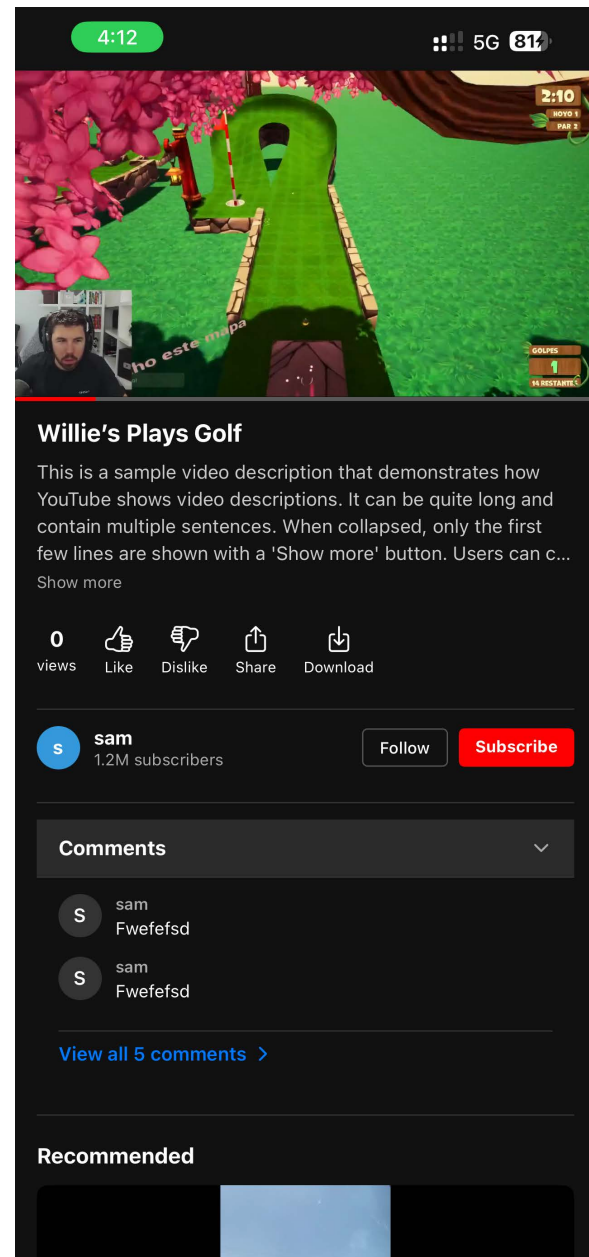 4:12
5G 81
2:10
HOYO 1
PAR 2
ho este mapa
GOLPES
1
14 RESTANTES
Willie’s Plays Golf
This is a sample video description that demonstrates how
YouTube shows video descriptions. It can be quite long and
contain multiple sentences. When collapsed, only the first
few lines are shown with a 'Show more' button. Users can c...
Show more
0
views Like Dislike Share Download
s
sam
1.2M subscribers
Follow Subscribe
Comments
S
sam
Fwefefsd
S
sam
Fwefefsd
View all 5 comments
Recommended